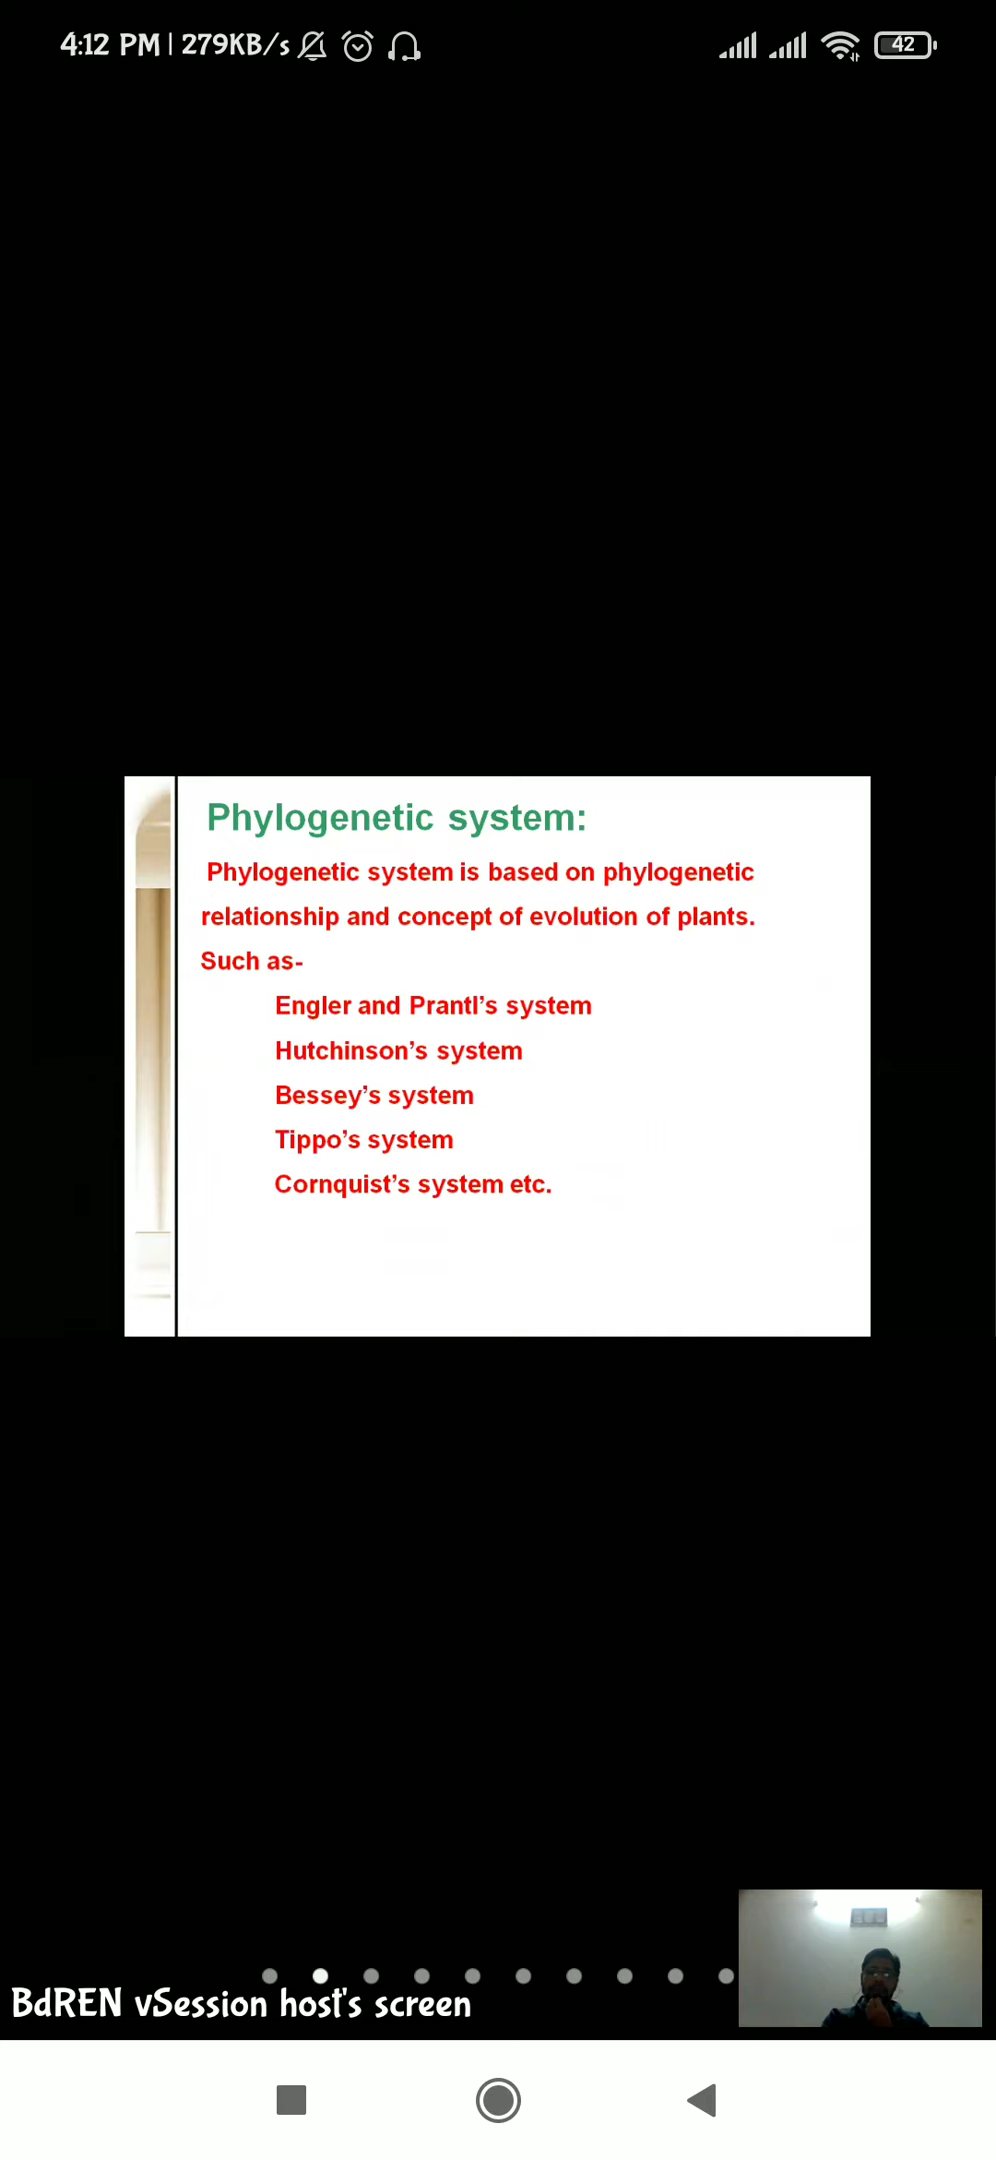 4:12 PM | 279KB/s 42
Phylogenetic system:
Phylogenetic system is based on phylogenetic
relationship and concept of evolution of plants.
Such as-
Engler and Prantl’s system
Hutchinson’s system
Bessey’s system
Tippo’s system
Cornquist’s system etc.
BdREN vSession host's screen